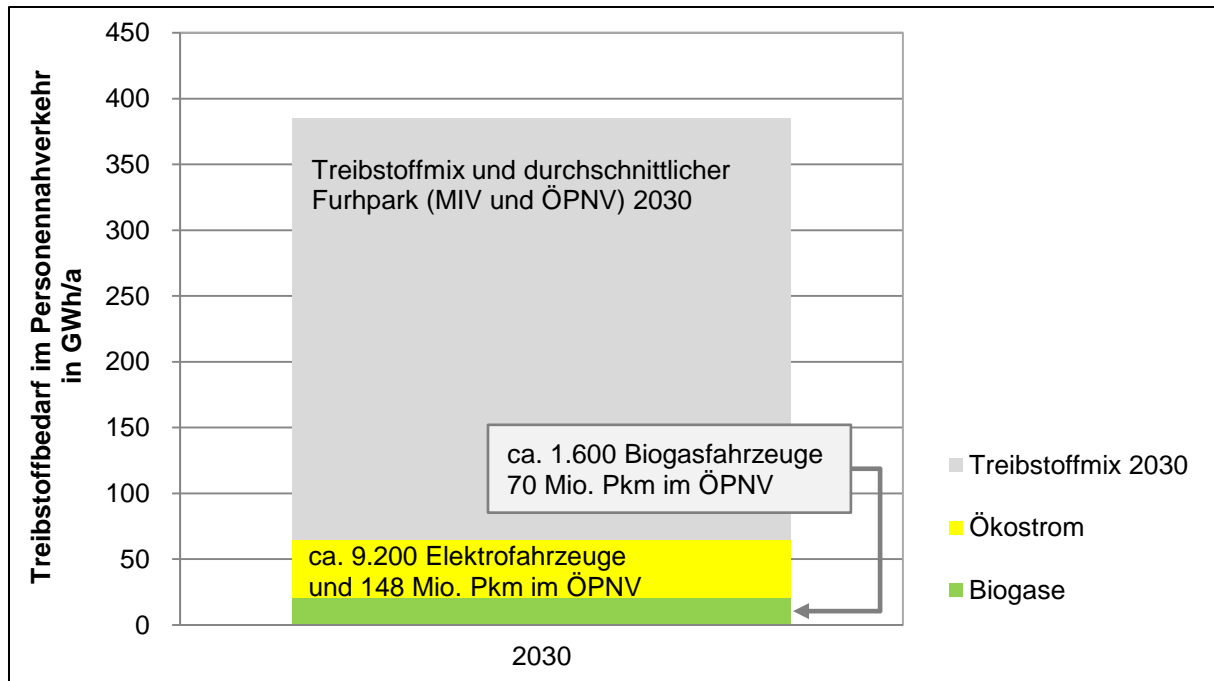 Treibstoffbedarf im Personennahverkehr
in GWh/a
450
400
350
300
250
200
150
100
50
0
Treibstoffmix und durchschnittlicher
Furhpark (MIV und ÖPNV) 2030
ca. 1.600 Biogasfahrzeuge
70 Mio. Pkm im ÖPNV
ca. 9.200 Elektrofahrzeuge
und 148 Mio. Pkm im ÖPNV
2030
Treibstoffmix 2030
Ökostrom
Biogase